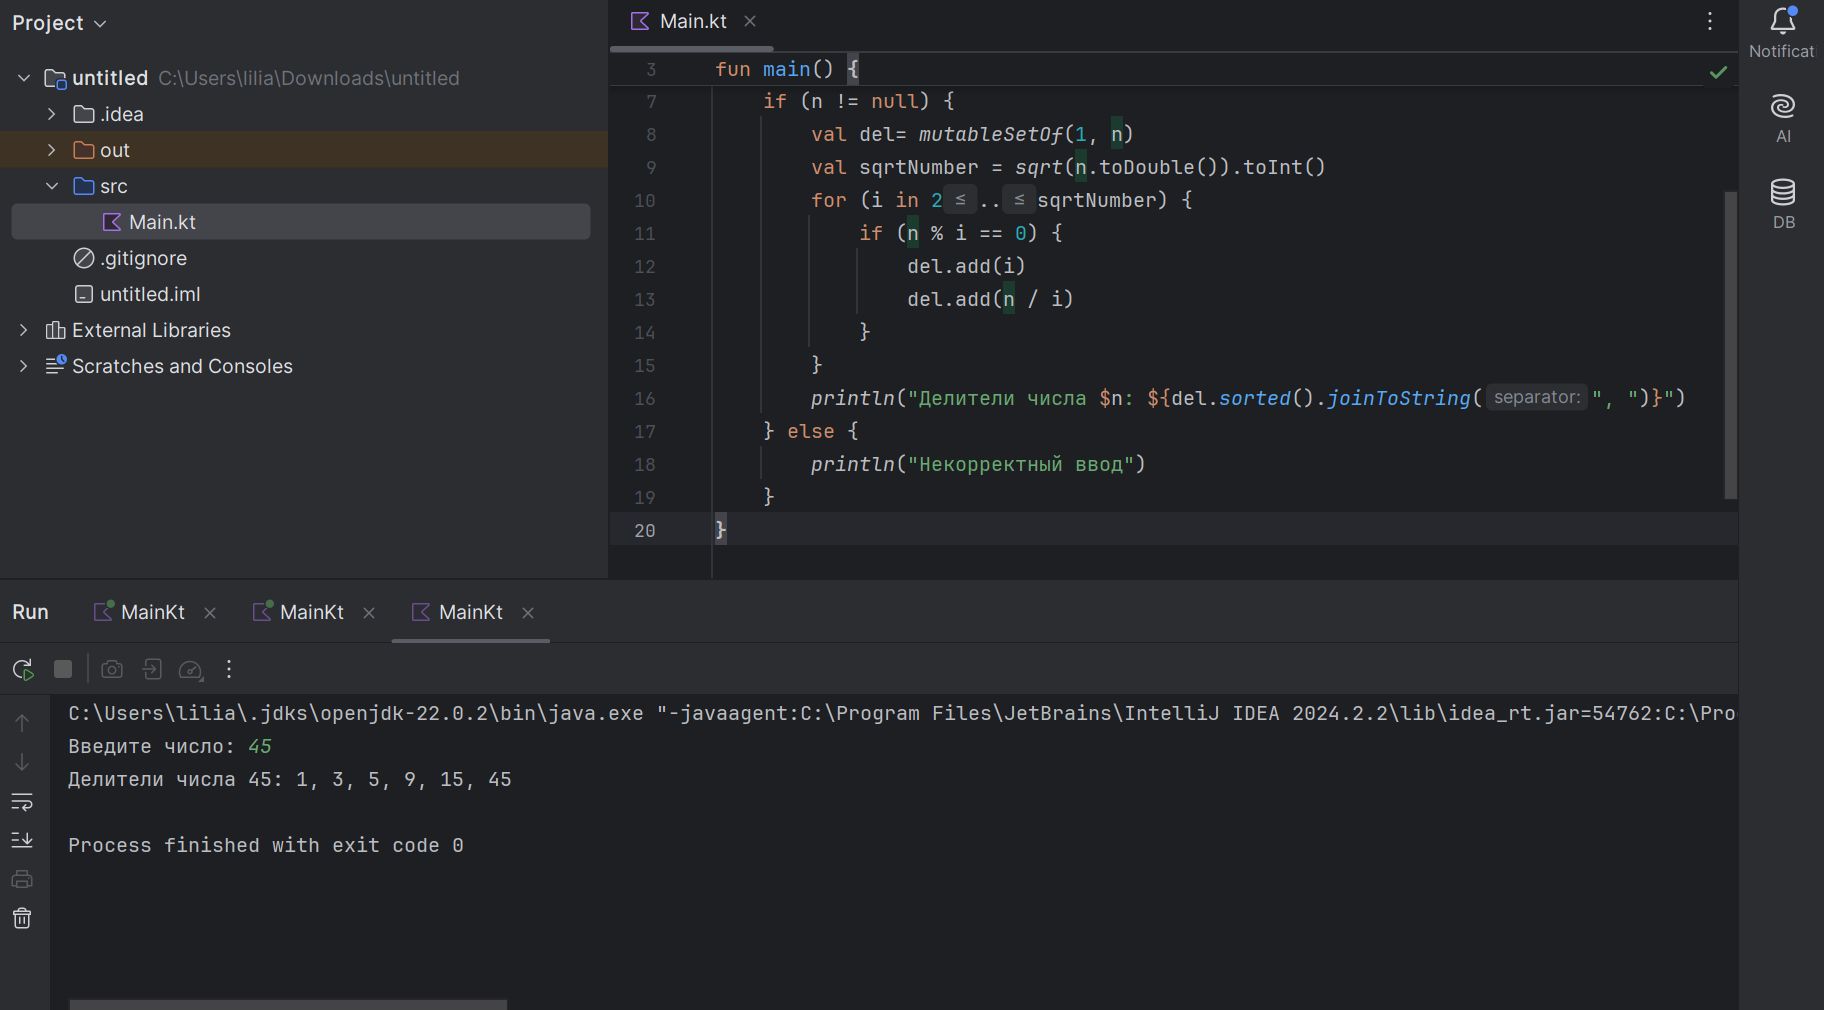 Project
untitled C:\Users\lilia\Downloads\untitled
.idea
out
src
Main.kt
.gitignore
untitled.iml
External Libraries
Scratches and Consoles
Main.kt
3 fun main() {
7 if (n != null) {
8 val del= mutableSetOf(1, n)
9 val sqrtNumber = sqrt(n.toDouble()).toInt()
10 for (i in 2 ≤ .. ≤ sqrtNumber) {
11 if (n % i == 0) {
12 del.add(i)
13 del.add(n / i)
14 }
15 }
16 println("Делители числа $n: ${del.sorted().joinToString( separator: ", ")}")
17 } else {
18 println("Некорректный ввод")
19 }
20 }
Notificat
AI
DB
Run MainKt MainKt MainKt
C:\Users\lilia\.jdks\openjdk-22.0.2\bin\java.exe "-javaagent:C:\Program Files\JetBrains\IntelliJ IDEA 2024.2.2\lib\idea_rt.jar=54762:C:\Pro
Введите число: 45
Делители числа 45: 1, 3, 5, 9, 15, 45
Process finished with exit code 0